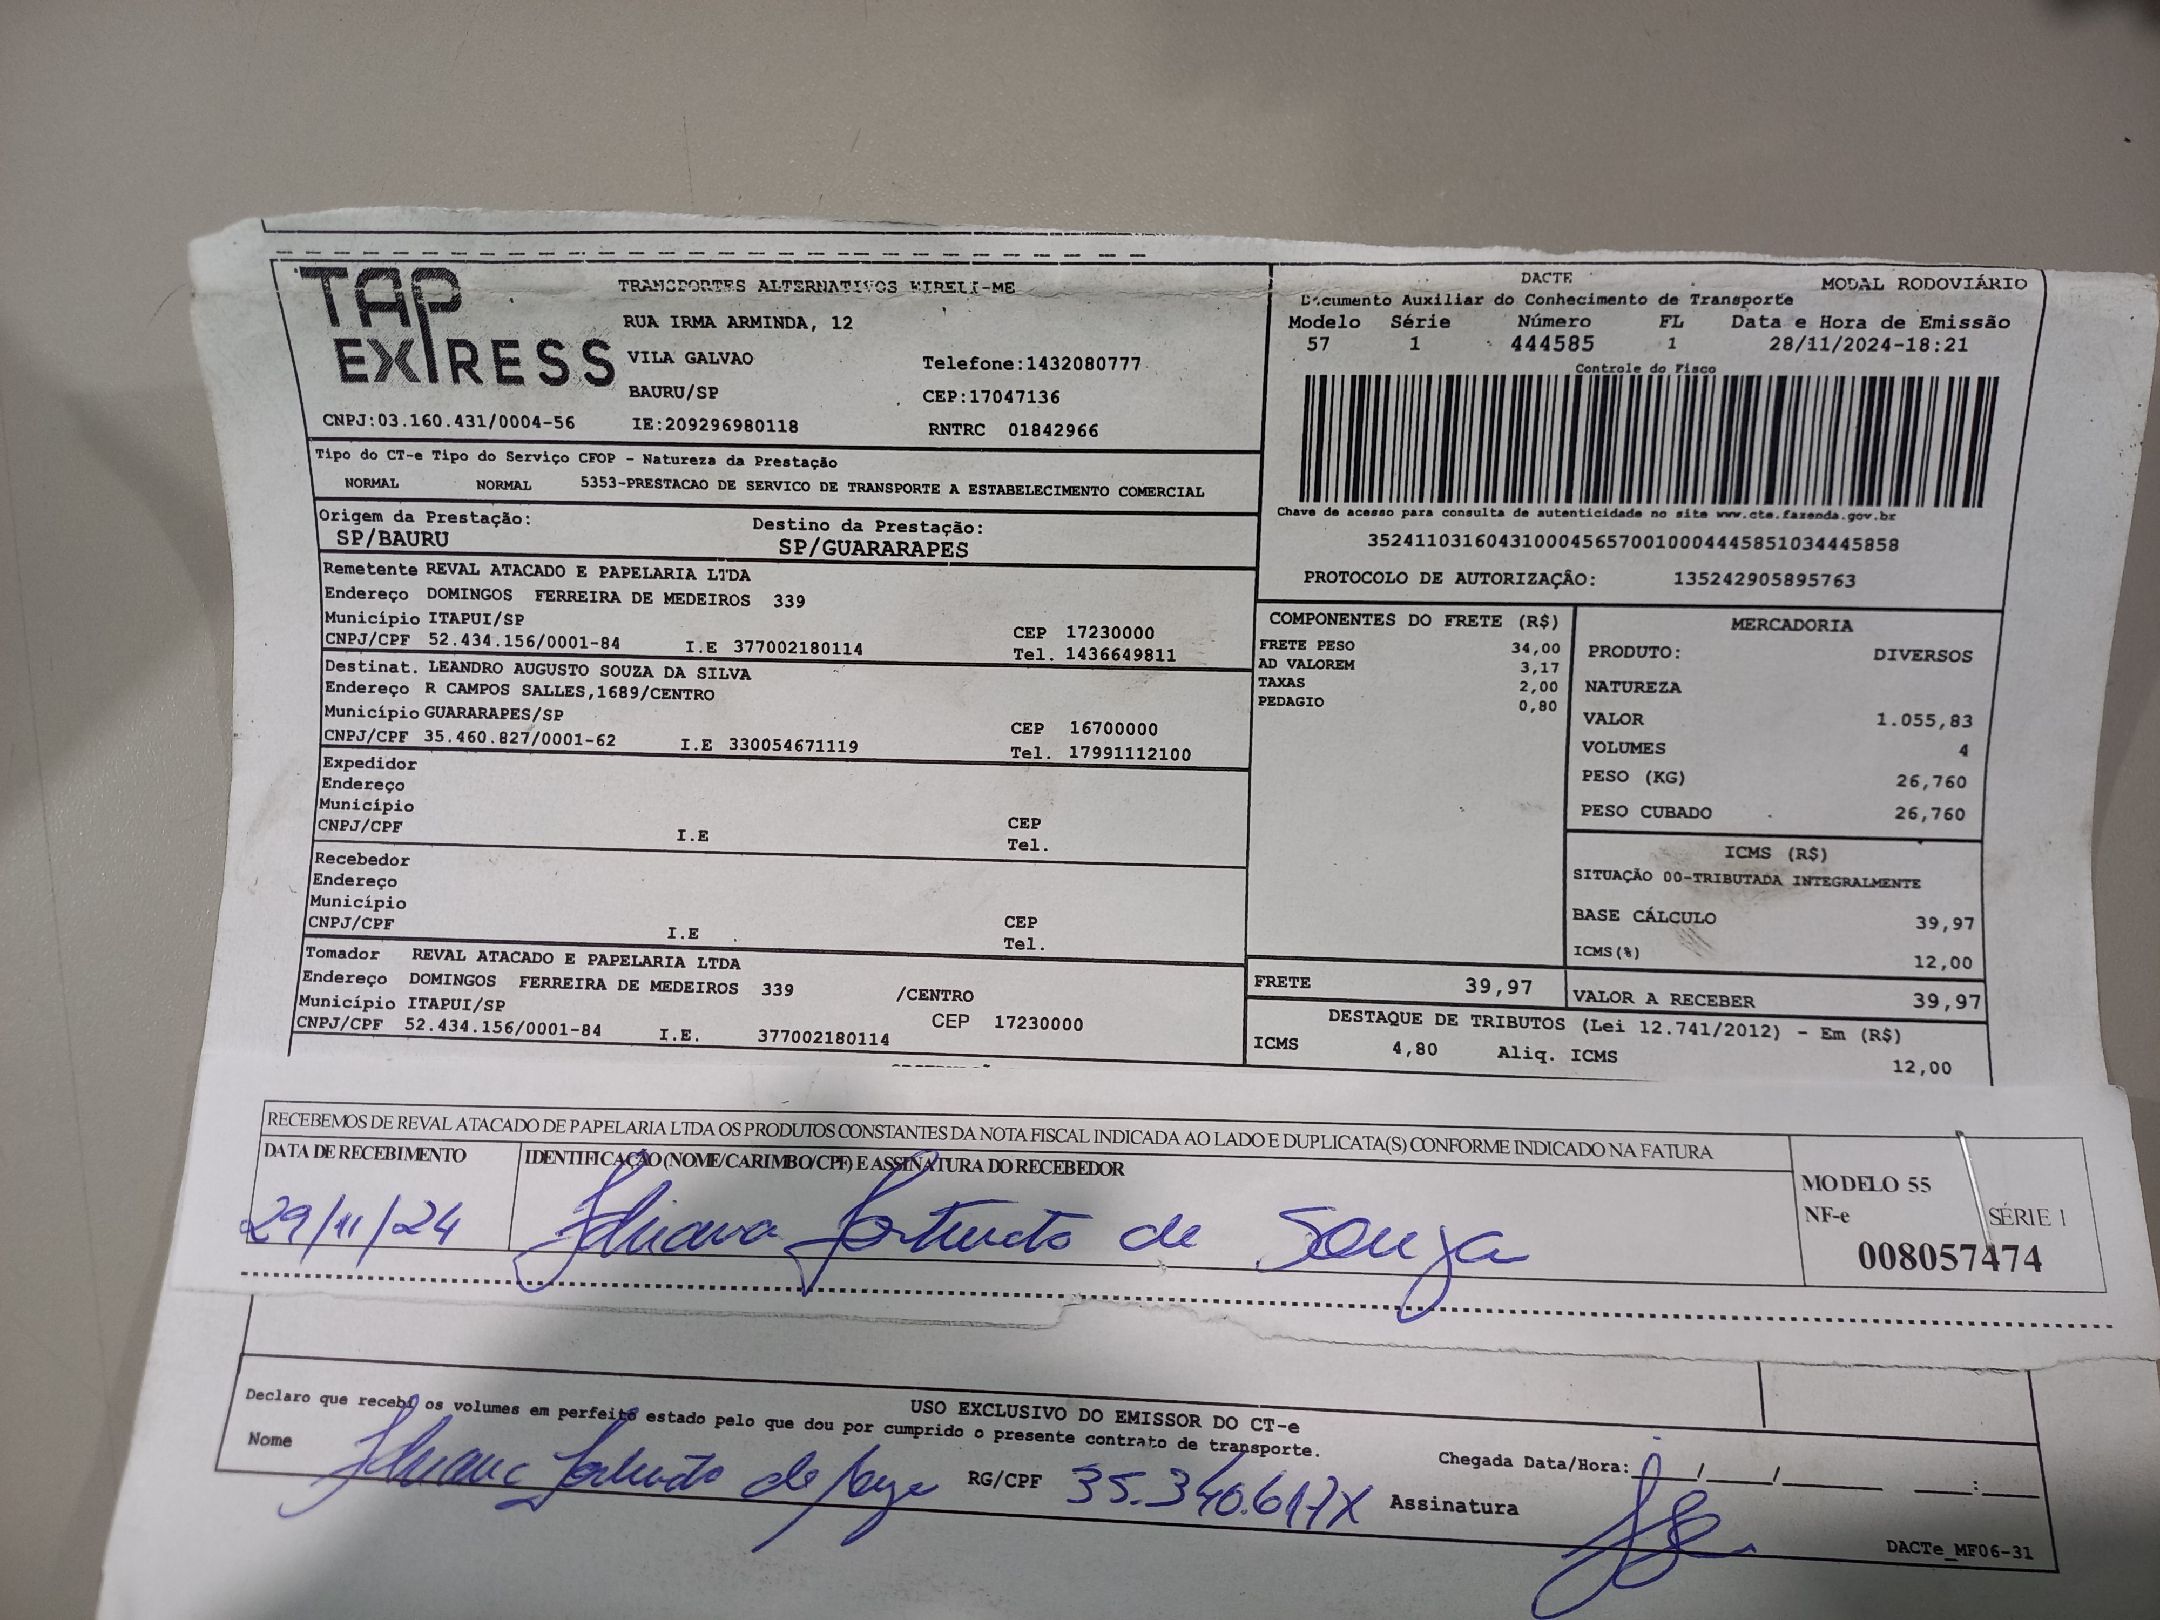 TAP EXPRESS
TRANSPORTES ALTERNATIVOS EIRELI-ME
RUA IRMA ARMINDA, 12
VILA GALVAO Telefone:1432080777
BAURU/SP CEP:17047136
CNPJ:03.160.431/0004-56 IE:209296980118 RNTRC 01842966
DACTE MODAL RODOVIÁRIO
Documento Auxiliar do Conhecimento de Transporte
Modelo Série Número FL Data e Hora de Emissão
57 1 444585 1 28/11/2024-18:21
Controle do Fisco
Chave de acesso para consulta de autenticidade no site www.cte.fazenda.gov.br
35241103160431000456570010004445851034445858
PROTOCOLO DE AUTORIZAÇÃO: 135242905895763
Tipo do CT-e Tipo do Serviço CFOP - Natureza da Prestação
NORMAL NORMAL 5353-PRESTACAO DE SERVICO DE TRANSPORTE A ESTABELECIMENTO COMERCIAL
Origem da Prestação: Destino da Prestação:
SP/BAURU SP/GUARARAPES
Remetente REVAL ATACADO E PAPELARIA LTDA
Endereço DOMINGOS FERREIRA DE MEDEIROS 339
Município ITAPUI/SP CEP 17230000
CNPJ/CPF 52.434.156/0001-84 I.E 377002180114 Tel. 1436649811
Destinat. LEANDRO AUGUSTO SOUZA DA SILVA
Endereço R CAMPOS SALLES,1689/CENTRO
Município GUARARAPES/SP CEP 16700000
CNPJ/CPF 35.460.827/0001-62 I.E 330054671119 Tel. 17991112100
Expedidor
Endereço
Município CEP
CNPJ/CPF I.E Tel.
Recebedor
Endereço
Município CEP
CNPJ/CPF I.E Tel.
Tomador REVAL ATACADO E PAPELARIA LTDA
Endereço DOMINGOS FERREIRA DE MEDEIROS 339 /CENTRO
Município ITAPUI/SP CEP 17230000
CNPJ/CPF 52.434.156/0001-84 I.E. 377002180114
COMPONENTES DO FRETE (R$)
FRETE PESO 34,00
AD VALOREM 3,17
TAXAS 2,00
PEDAGIO 0,80
MERCADORIA
PRODUTO: DIVERSOS
NATUREZA
VALOR 1.055,83
VOLUMES 4
PESO (KG) 26,760
PESO CUBADO 26,760
ICMS (R$)
SITUAÇÃO 00-TRIBUTADA INTEGRALMENTE
BASE CÁLCULO 39,97
ICMS(%) 12,00
FRETE 39,97 VALOR A RECEBER 39,97
DESTAQUE DE TRIBUTOS (Lei 12.741/2012) - Em (R$)
ICMS 4,80 Aliq. ICMS 12,00
RECEBEMOS DE REVAL ATACADO DE PAPELARIA LTDA OS PRODUTOS CONSTANTES DA NOTA FISCAL INDICADA AO LADO E DUPLICATA(S) CONFORME INDICADO NA FATURA
DATA DE RECEBIMENTO IDENTIFICAÇÃO (NOME/CARIMBO/CPF) E ASSINATURA DO RECEBEDOR
29/11/24 Adriana Fortunato de Souza
MODELO 55
NF-e SÉRIE 1
008057474
USO EXCLUSIVO DO EMISSOR DO CT-e
Declaro que recebi os volumes em perfeito estado pelo que dou por cumprido o presente contrato de transporte.
Nome Adriana Fortunato de Souza RG/CPF 35.340.617X Assinatura
Chegada Data/Hora:___/___/_____ ___:___
DACTe_MF06-31